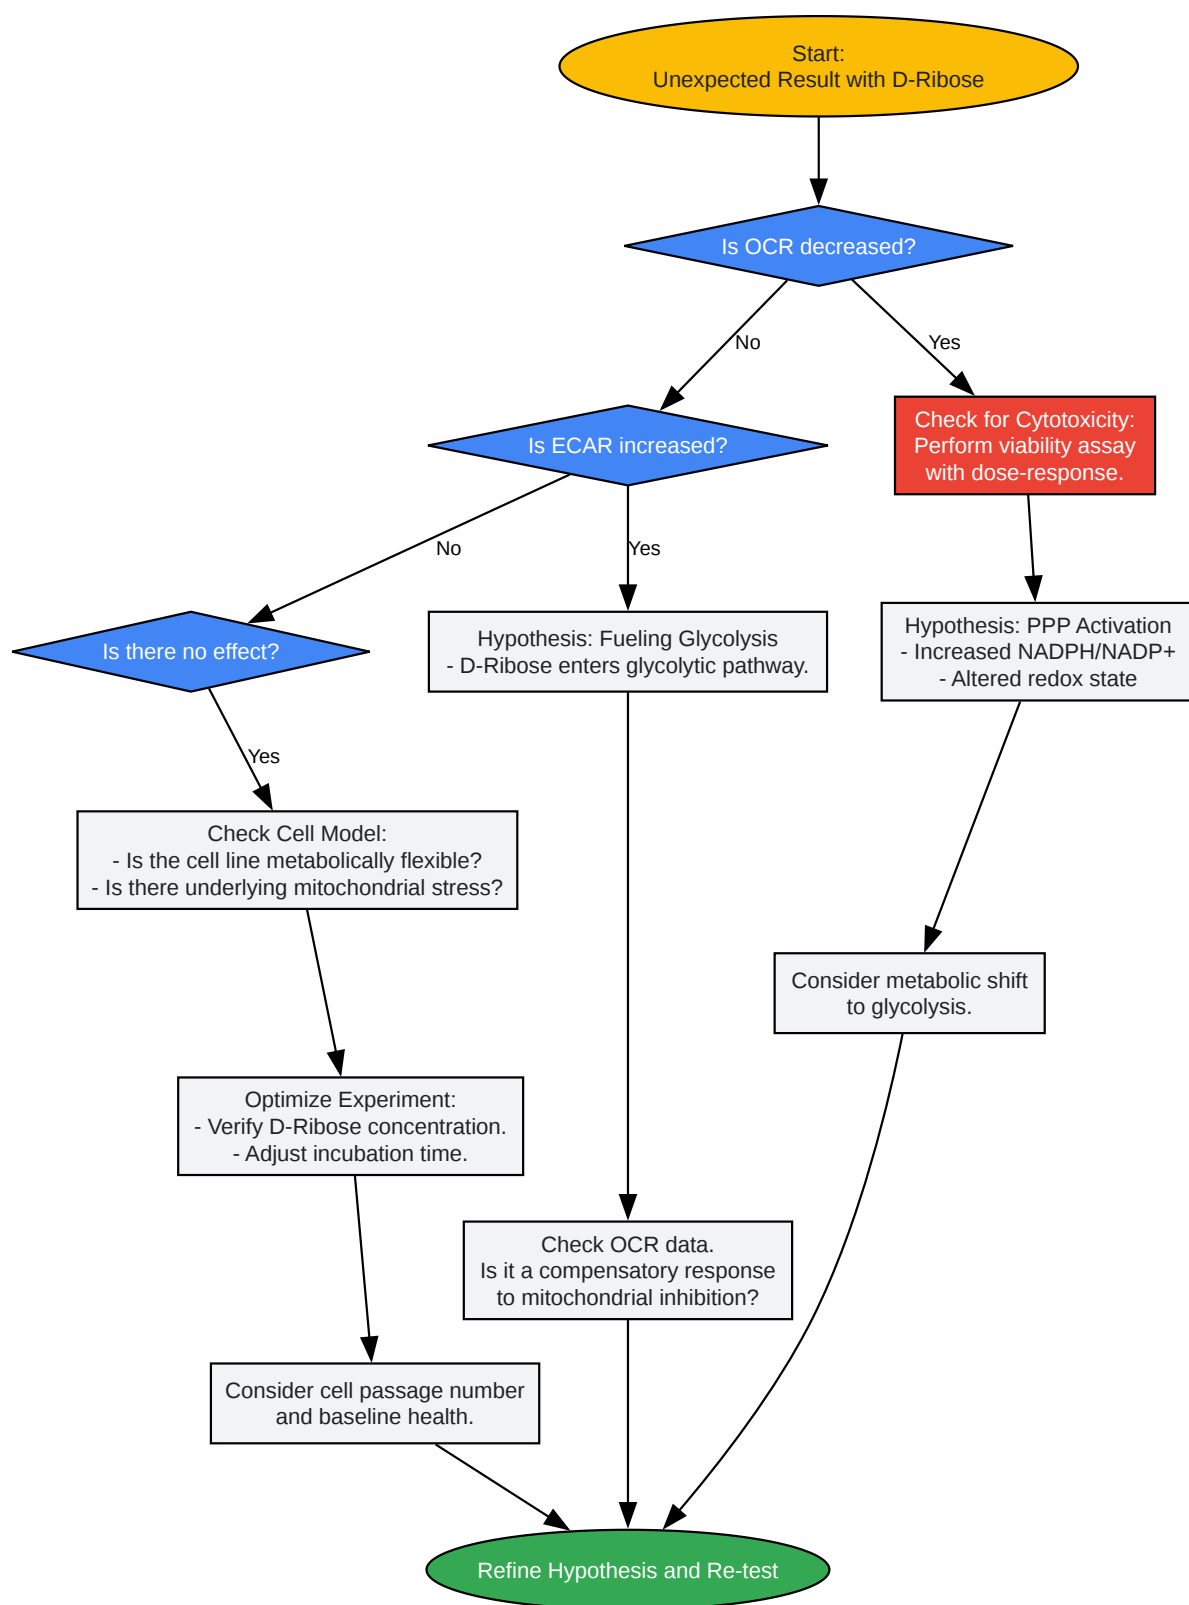 Start:
Unexpected Result with D-Ribose
Is OCR decreased?
No
Yes
Is ECAR increased?
Check for Cytotoxicity:
Perform viability assay
with dose-response.
No
Yes
Is there no effect?
Hypothesis: Fueling Glycolysis
- D-Ribose enters glycolytic pathway.
Hypothesis: PPP Activation
- Increased NADPH/NADP+
- Altered redox state
Yes
Check Cell Model:
- Is the cell line metabolically flexible?
- Is there underlying mitochondrial stress?
Consider metabolic shift
to glycolysis.
Optimize Experiment:
- Verify D-Ribose concentration.
- Adjust incubation time.
Check OCR data.
Is it a compensatory response
to mitochondrial inhibition?
Consider cell passage number
and baseline health.
Refine Hypothesis and Re-test